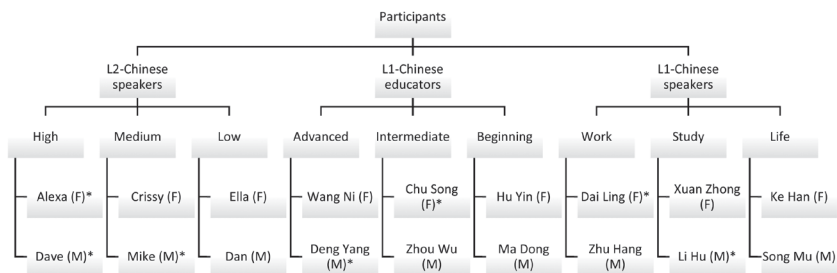 Participants
L2-Chinese
speakers
L1-Chinese
educators
L1-Chinese
speakers
High
Medium
Low
Advanced
Intermediate
Beginning
Work
Study
Life
Alexa (F)*
Crissy (F)
Ella (F)
Wang Ni (F)
Chu Song
(F)*
Hu Yin (F)
Dai Ling (F)*
Xuan Zhong
(F)
Ke Han (F)
Dave (M)*
Mike (M)*
Dan (M)
Deng Yang
(M)*
Zhou Wu
(M)
Ma Dong
(M)
Zhu Hang
(M)
Li Hu (M)*
Song Mu (M)